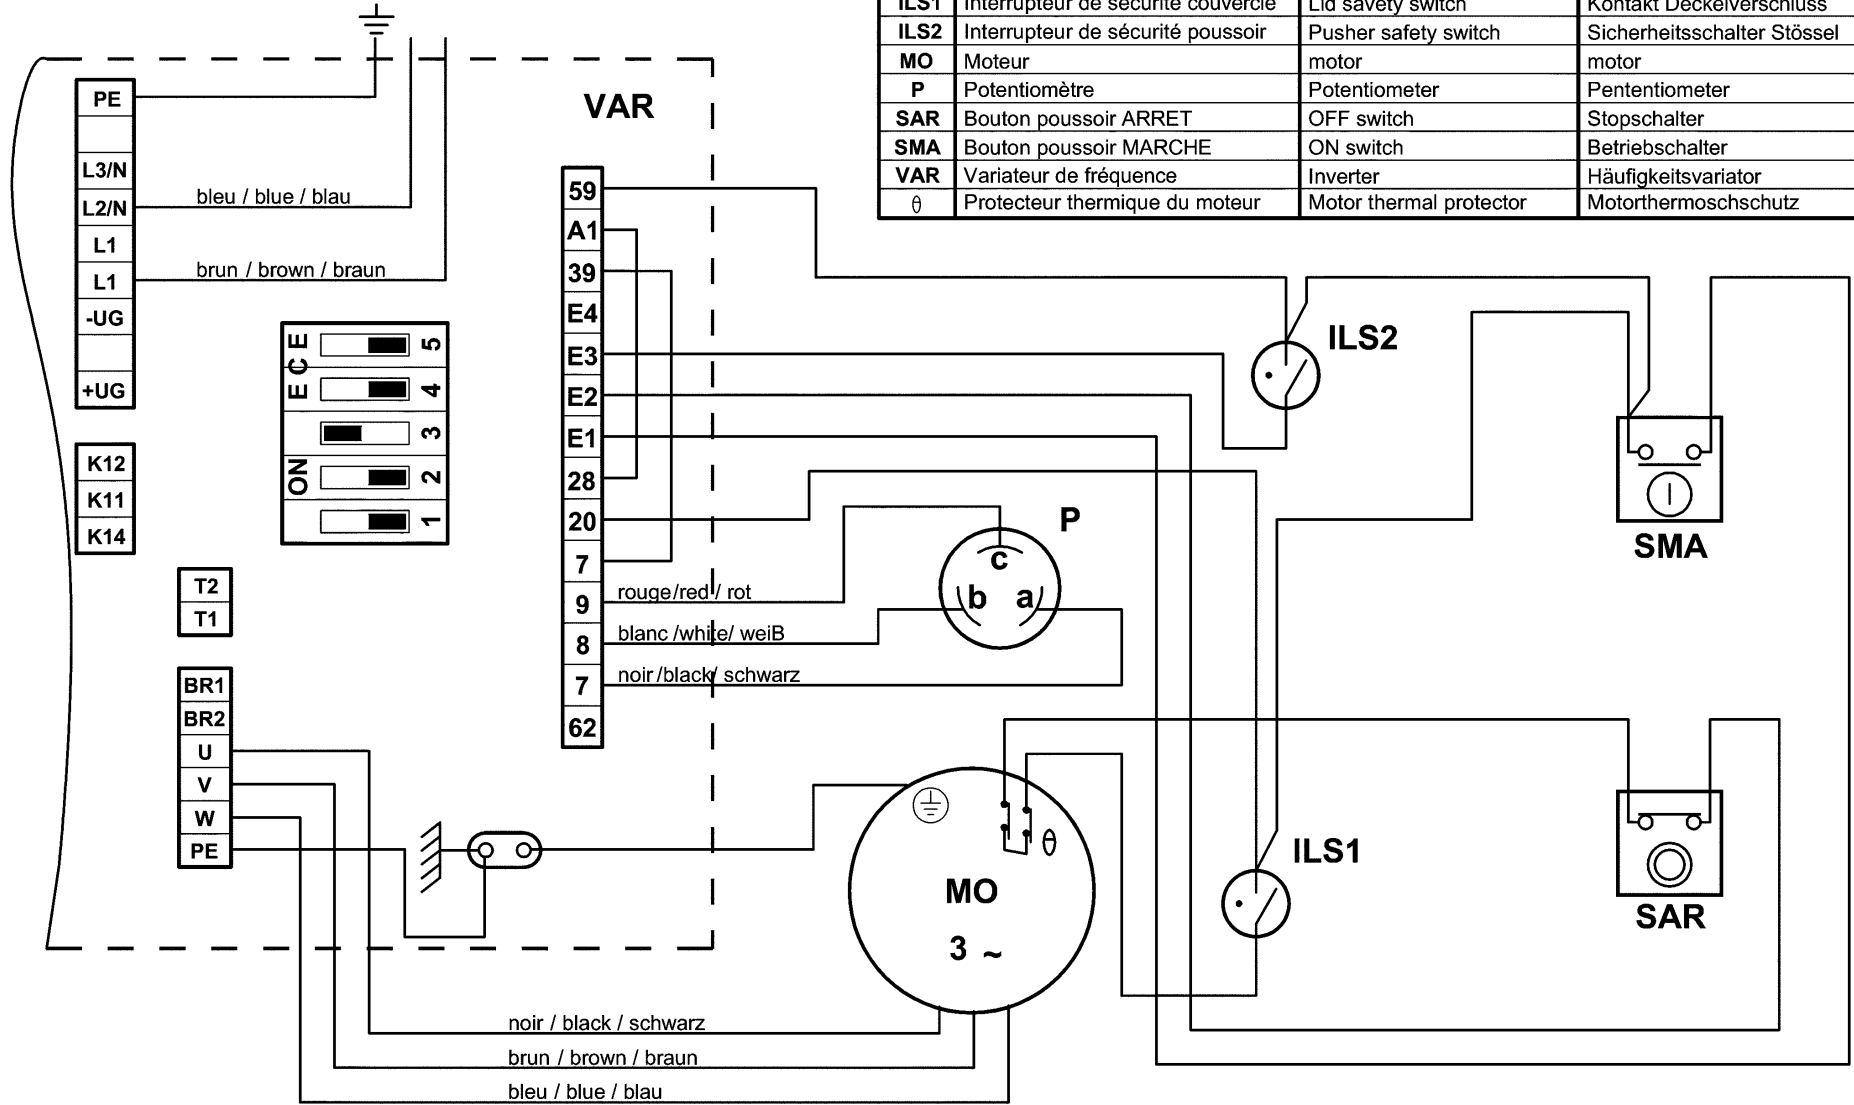 ILS1 Interrupteur de sécurité couvercle Lid savety switch Kontakt Deckelverschluss
ILS2 Interrupteur de sécurité poussoir Pusher safety switch Sicherheitsschalter Stössel
MO Moteur motor motor
P Potentiomètre Potentiometer Pententiometer
SAR Bouton poussoir ARRET OFF switch Stopschalter
SMA Bouton poussoir MARCHE ON switch Betriebschalter
VAR Variateur de fréquence Inverter Häufigkeitsvariator
θ Protecteur thermique du moteur Motor thermal protector Motorthermoschschutz
VAR
PE
L3/N
L2/N
L1
L1
-UG
+UG
bleu / blue / blau
brun / brown / braun
K12
K11
K14
ECE
ON
5
4
3
2
1
T2
T1
BR1
BR2
U
V
W
PE
59
A1
39
E4
E3
E2
E1
28
20
7
9
8
7
62
rouge/red / rot
blanc /white/ weiB
noir /black/ schwarz
P
c
b
a
ILS2
SMA
ILS1
SAR
θ
MO
3 ~
noir / black / schwarz
brun / brown / braun
bleu / blue / blau